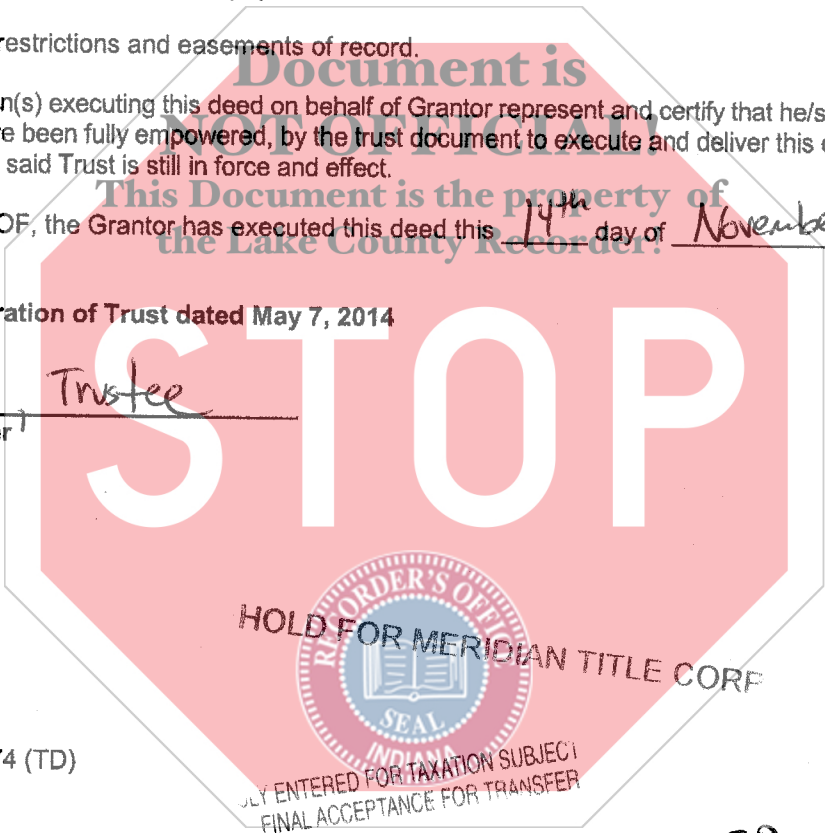 restrictions and easements of record.
Document is
n(s) executing this deed on behalf of Grantor represent and certify that he/s
NOT OFFICIAL!
e been fully empowered, by the trust document to execute and deliver this
said Trust is still in force and effect.
This Document is the property of
OF, the Grantor has executed this deed this 14th day of Novembe
the Lake County Recorder!
ration of Trust dated May 7, 2014
STOP
Trustee
er
RECORDER'S OFFICE
HOLD FOR MERIDIAN TITLE CORP
SEAL
INDIANA
4 (TD)
LY ENTERED FOR TAXATION SUBJECT
FINAL ACCEPTANCE FOR TRANSFER